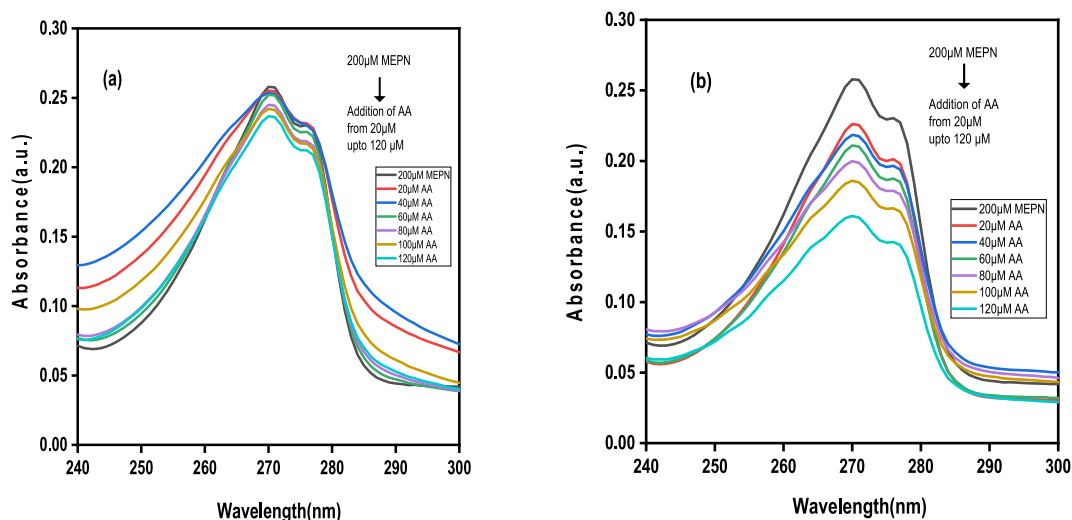 (a)
200µM MEPN
Addition of AA
from 20µM
upto 120 µM
200µM MEPN
20µM AA
40µM AA
60µM AA
80µM AA
100µM AA
120µM AA
0.30
0.25
0.20
0.15
0.10
0.05
0.00
Absorbance(a.u.)
240 250 260 270 280 290 300
Wavelength(nm)
(b)
200µM MEPN
Addition of AA
from 20µM
upto 120 µM
200µM MEPN
20µM AA
40µM AA
60µM AA
80µM AA
100µM AA
120µM AA
0.30
0.25
0.20
0.15
0.10
0.05
0.00
Absorbance(a.u.)
240 250 260 270 280 290 300
Wavelength(nm)